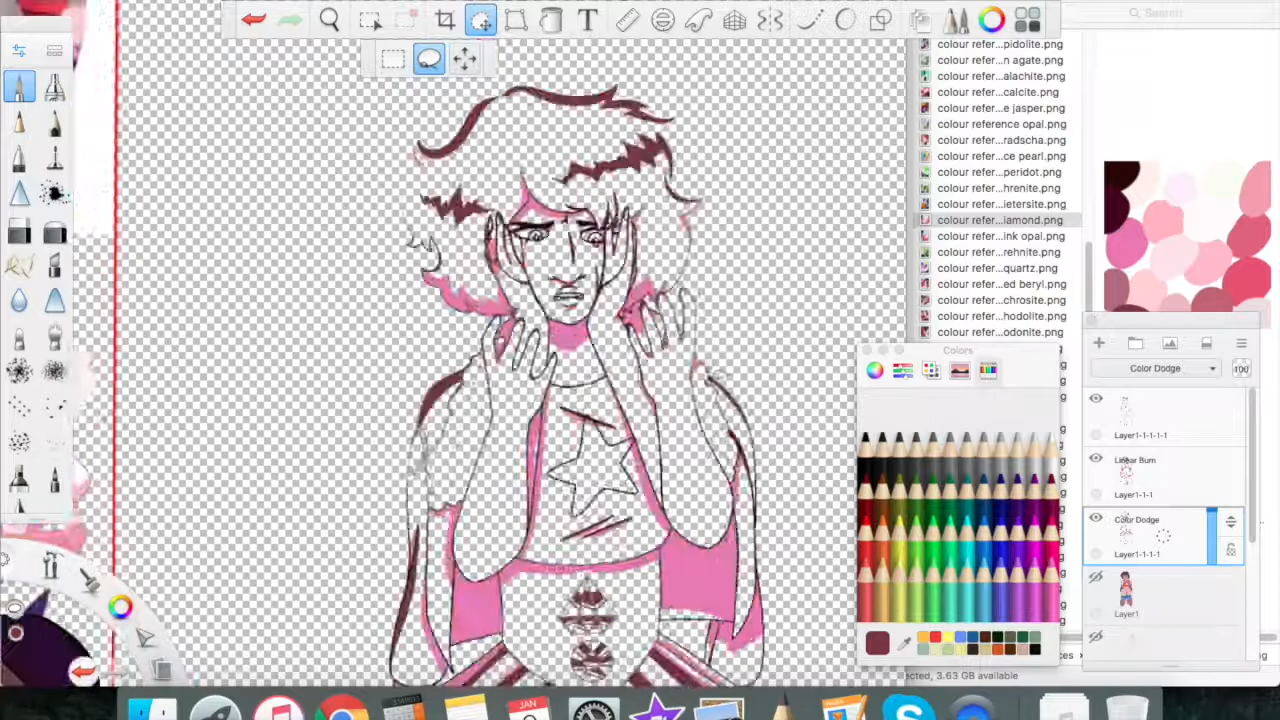 Search
colour refer...pidolite.png
colour refer...n agate.png
colour refer...alachite.png
colour refer...calcite.png
colour refer...e jasper.png
colour reference opal.png
colour refer...radscha.png
colour refer...ce pearl.png
colour refer...peridot.png
colour refer...hrenite.png
colour refer...ietersite.png
colour refer...iamond.png
colour refer...ink opal.png
colour refer...rehnite.png
colour refer...quartz.png
colour refer...ed beryl.png
colour refer...chrosite.png
colour refer...hodolite.png
colour refer...odonite.png
Colors
Color Dodge
100
Layer1-1-1-1
Linear Burn
Layer1-1-1
Color Dodge
Layer1-1-1-1
Layer1
ected, 3.63 GB available
JAN